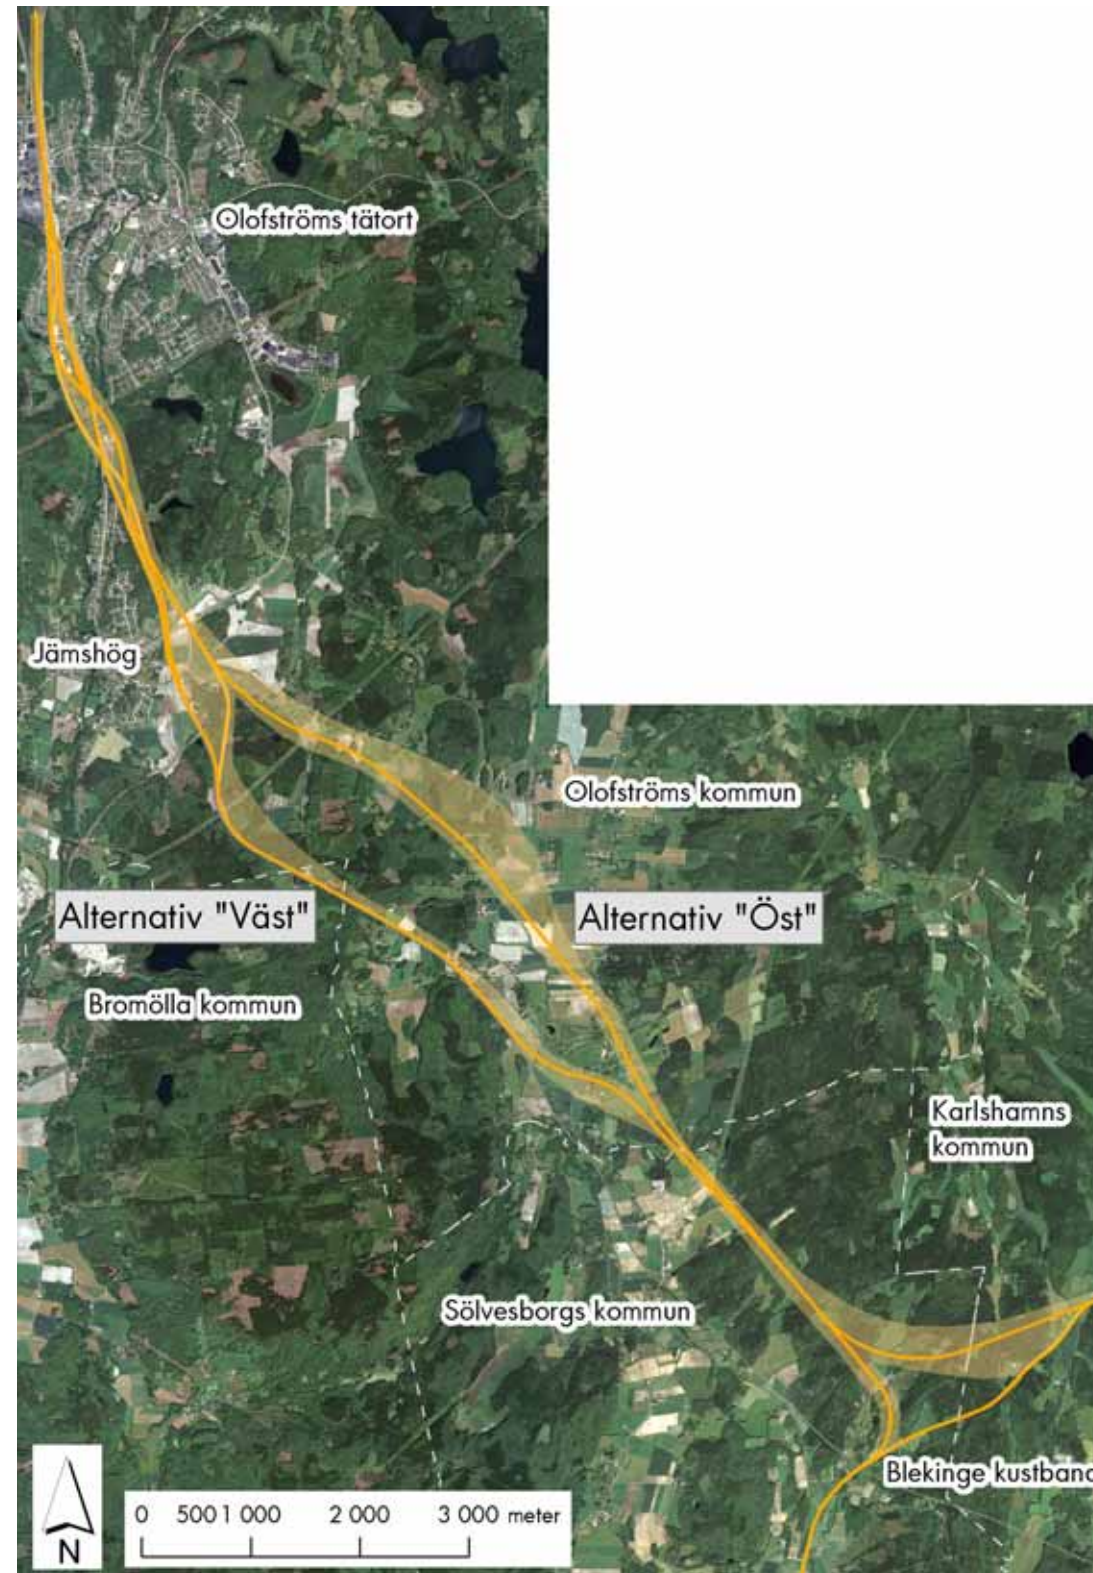 Olofströms tätort
Jämshög
Olofströms kommun
Alternativ "Väst"
Alternativ "Öst"
Bromölla kommun
Karlshamns
kommun
Sölvesborgs kommun
Blekinge kustband
0 500 1 000 2 000 3 000 meter
N